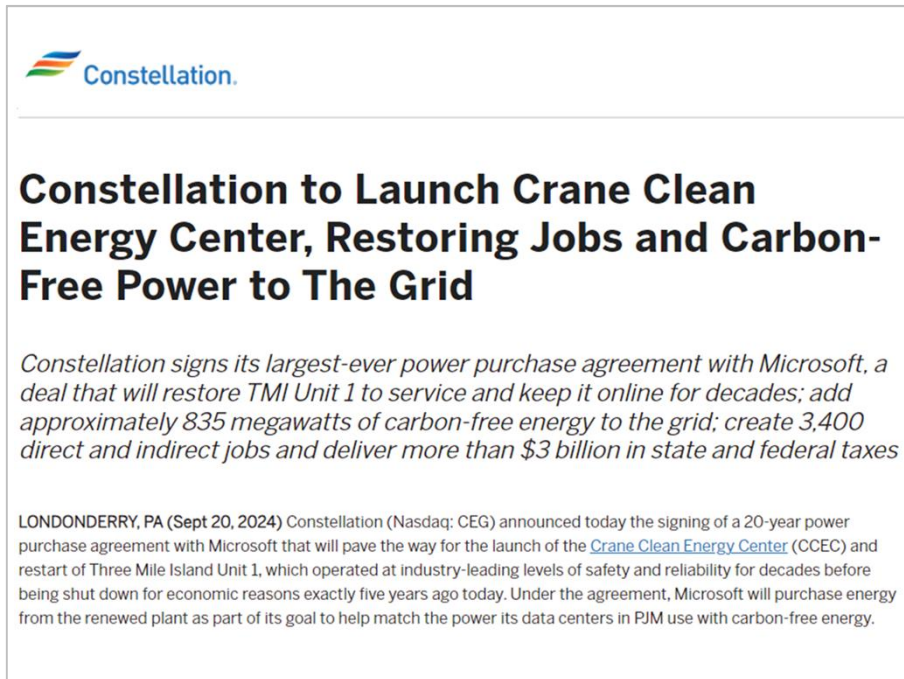 Constellation.
Constellation to Launch Crane Clean
Energy Center, Restoring Jobs and Carbon-
Free Power to The Grid
Constellation signs its largest-ever power purchase agreement with Microsoft, a
deal that will restore TMI Unit 1 to service and keep it online for decades; add
approximately 835 megawatts of carbon-free energy to the grid; create 3,400
direct and indirect jobs and deliver more than $3 billion in state and federal taxes
LONDONDERRY, PA (Sept 20, 2024) Constellation (Nasdaq: CEG) announced today the signing of a 20-year power
purchase agreement with Microsoft that will pave the way for the launch of the Crane Clean Energy Center (CCEC) and
restart of Three Mile Island Unit 1, which operated at industry-leading levels of safety and reliability for decades before
being shut down for economic reasons exactly five years ago today. Under the agreement, Microsoft will purchase energy
from the renewed plant as part of its goal to help match the power its data centers in PJM use with carbon-free energy.